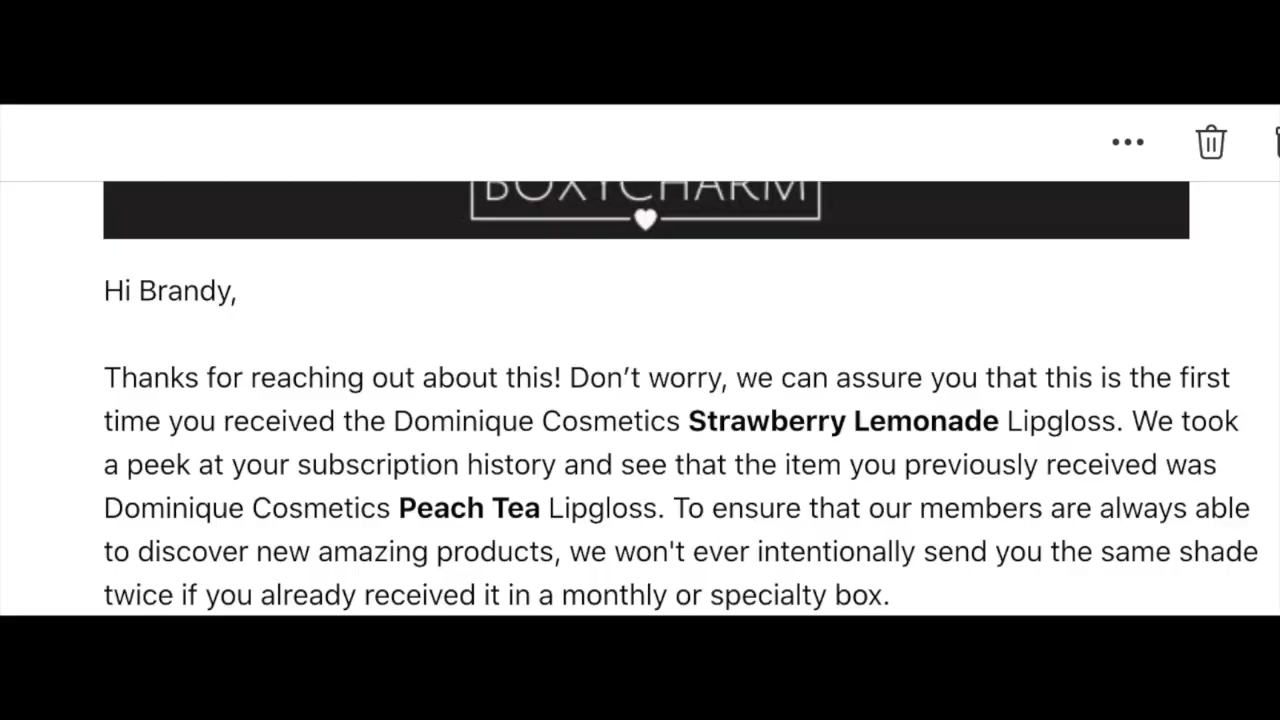 BOXYCHARM
Hi Brandy,
Thanks for reaching out about this! Don’t worry, we can assure you that this is the first
time you received the Dominique Cosmetics Strawberry Lemonade Lipgloss. We took
a peek at your subscription history and see that the item you previously received was
Dominique Cosmetics Peach Tea Lipgloss. To ensure that our members are always able
to discover new amazing products, we won't ever intentionally send you the same shade
twice if you already received it in a monthly or specialty box.